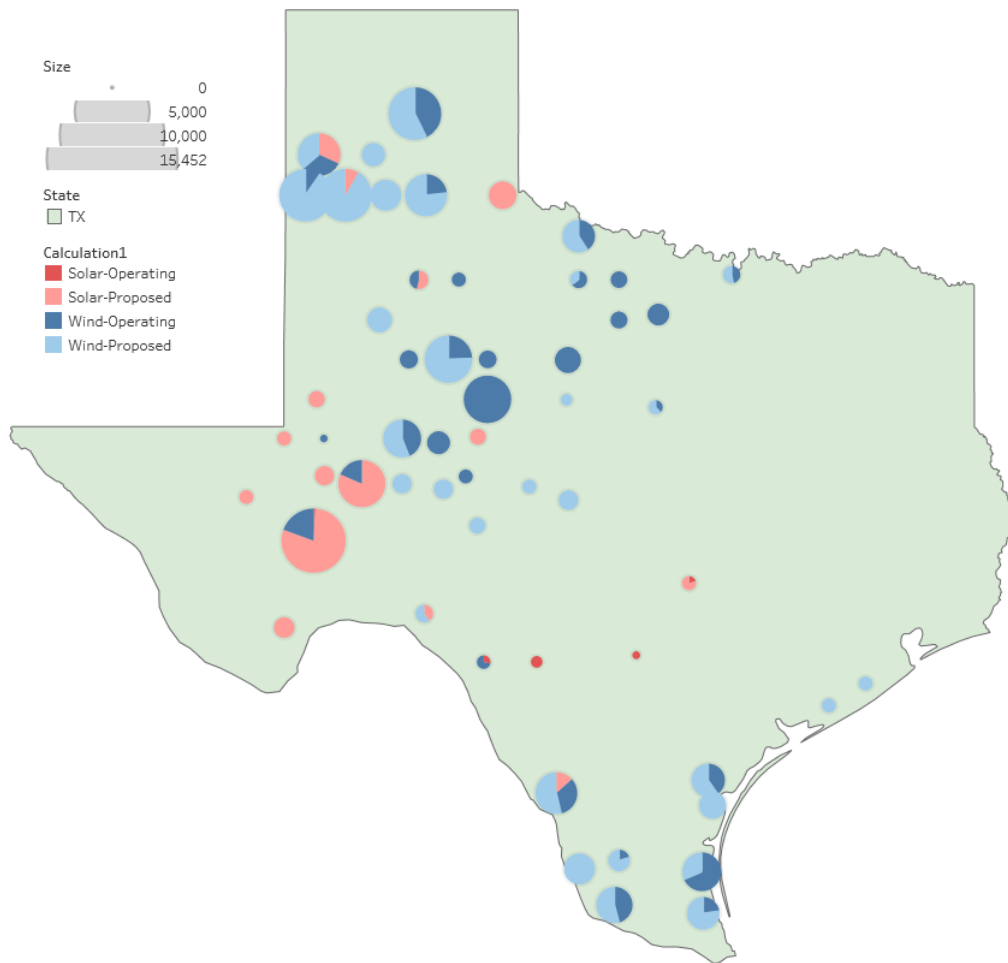 Size
0
5,000
10,000
15,452
State
TX
Calculation1
Solar-Operating
Solar-Proposed
Wind-Operating
Wind-Proposed